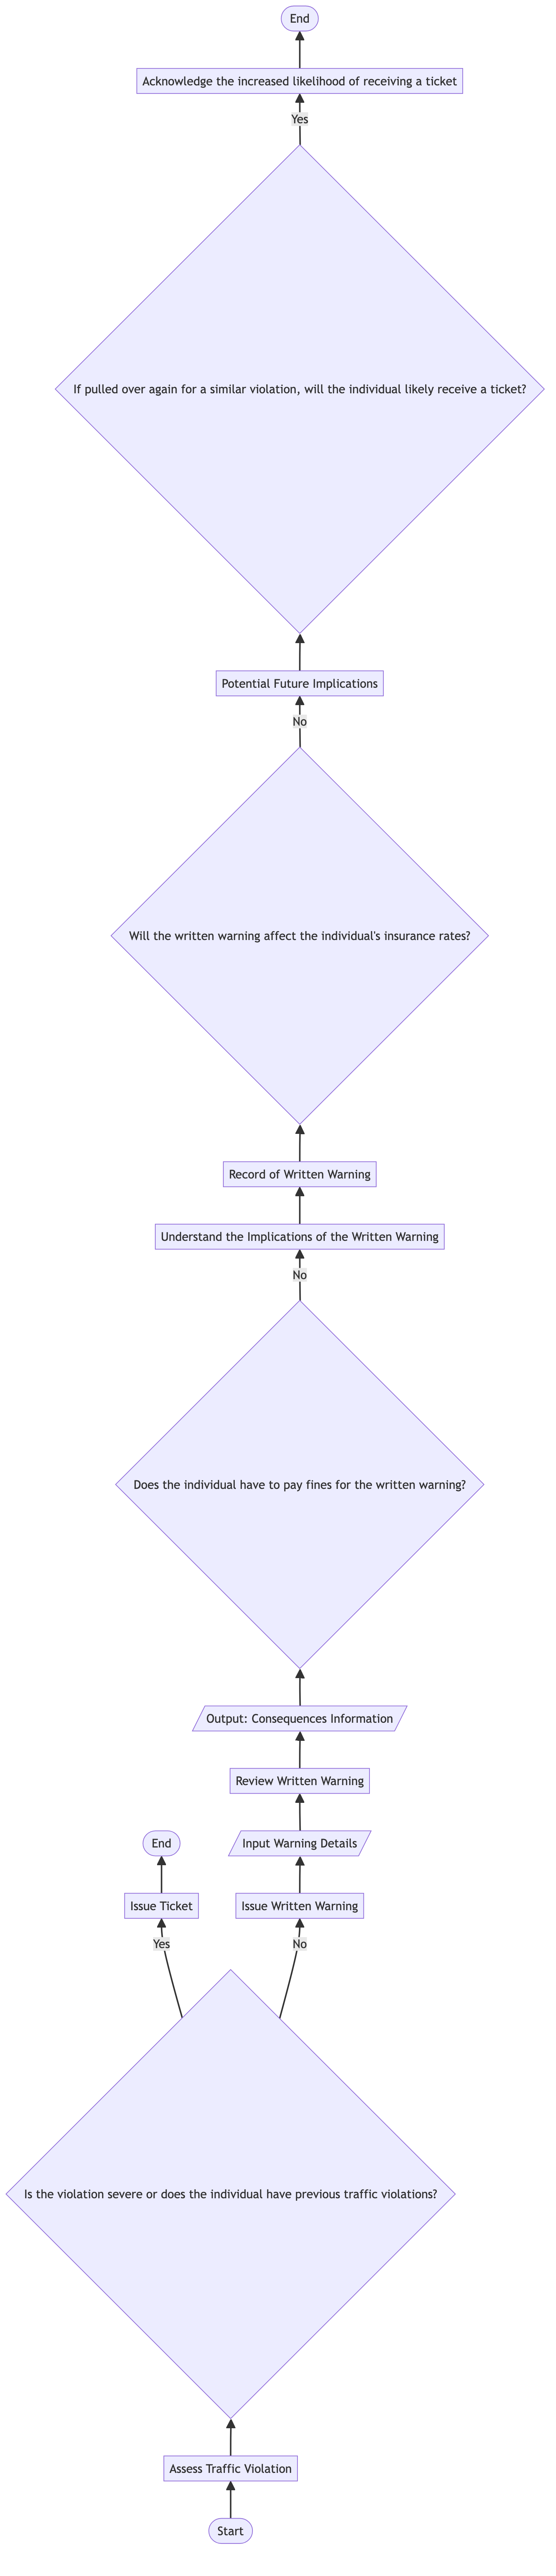 End
Acknowledge the increased likelihood of receiving a ticket
Yes
If pulled over again for a similar violation, will the individual likely receive a ticket?
Potential Future Implications
No
Will the written warning affect the individual's insurance rates?
Record of Written Warning
Understand the Implications of the Written Warning
No
Does the individual have to pay fines for the written warning?
Output: Consequences Information
Review Written Warning
End
Input Warning Details
Issue Ticket
Issue Written Warning
Yes
No
Is the violation severe or does the individual have previous traffic violations?
Assess Traffic Violation
Start